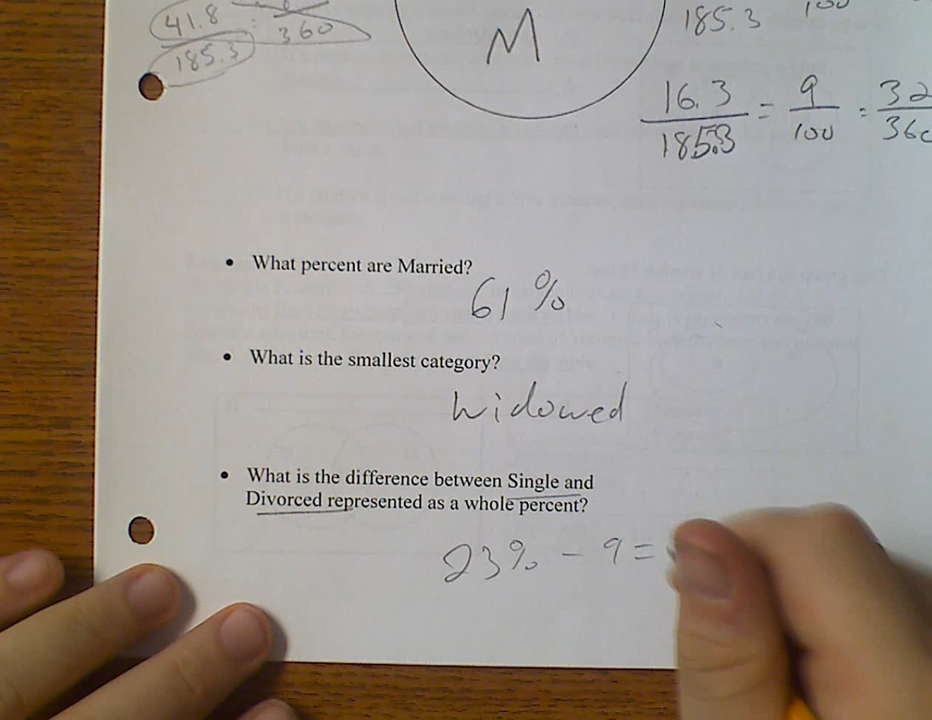 41.8 = 360
185.3
M
185.3 100
16.3 = 9 = 32
185.3 100 360
• What percent are Married?
61%
• What is the smallest category?
Widowed
• What is the difference between Single and
Divorced represented as a whole percent?
23% - 9 =